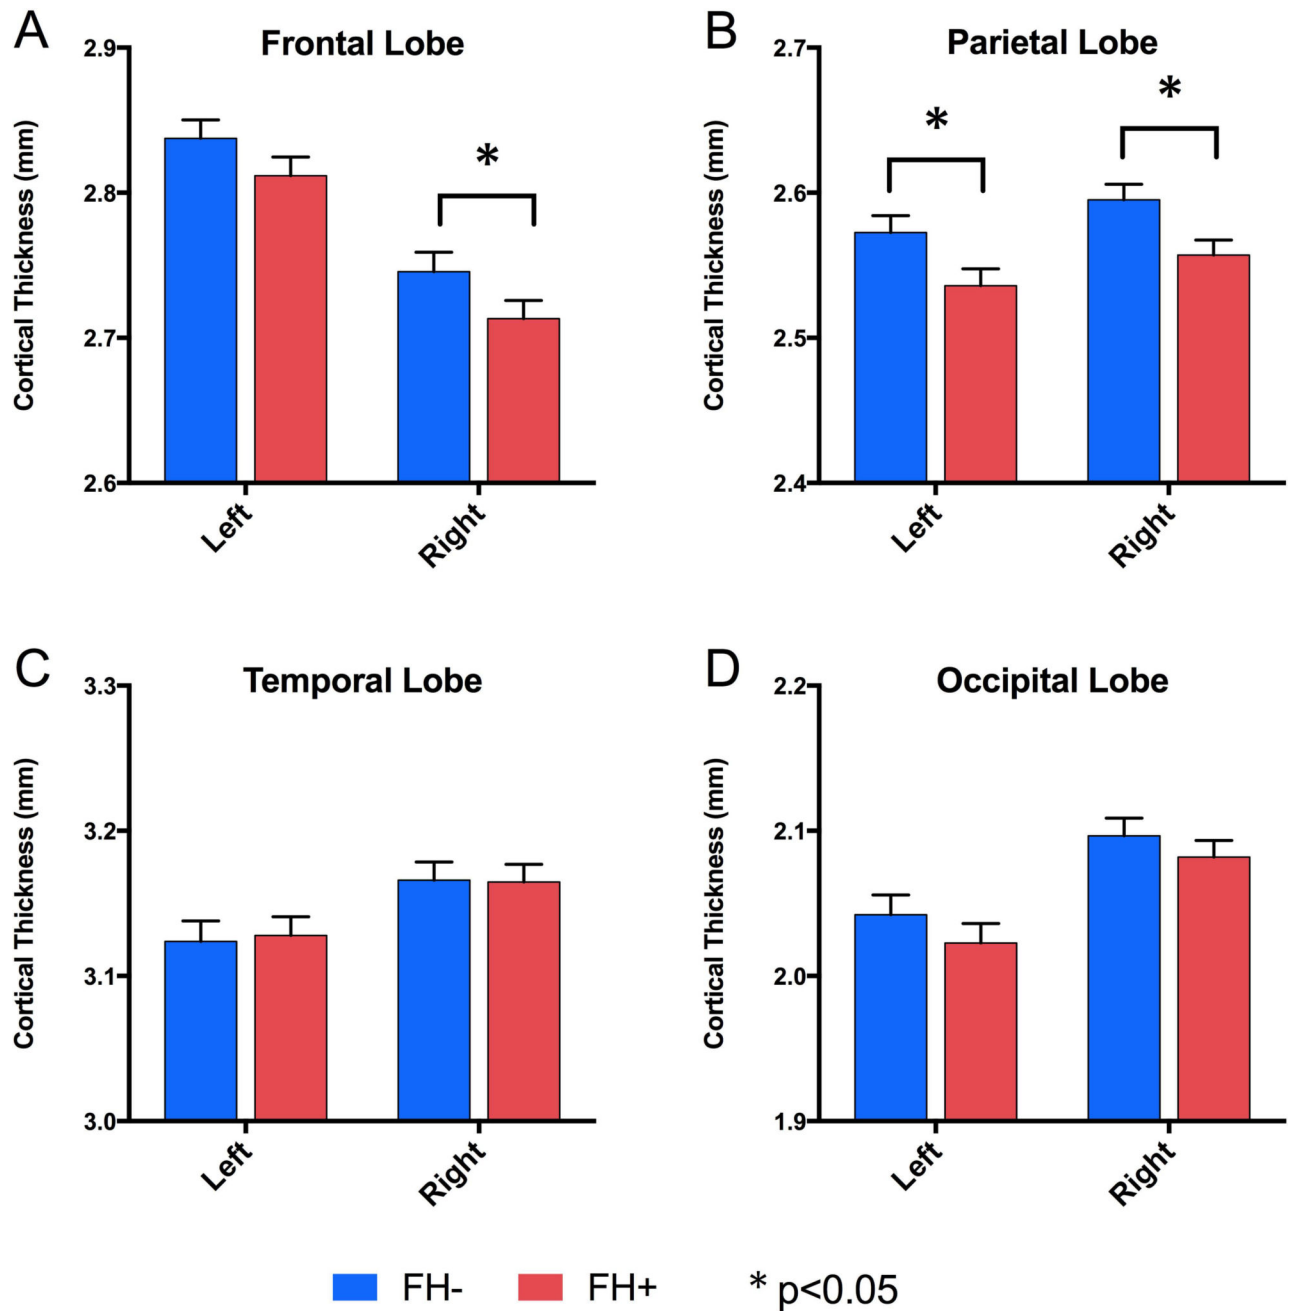 A
Frontal Lobe
Cortical Thickness (mm)
2.9
2.8
2.7
2.6
*
Left
Right
B
Parietal Lobe
Cortical Thickness (mm)
2.7
2.6
2.5
2.4
*
*
Left
Right
C
Temporal Lobe
Cortical Thickness (mm)
3.3
3.2
3.1
3.0
Left
Right
D
Occipital Lobe
Cortical Thickness (mm)
2.2
2.1
2.0
1.9
Left
Right
FH- FH+ * p<0.05